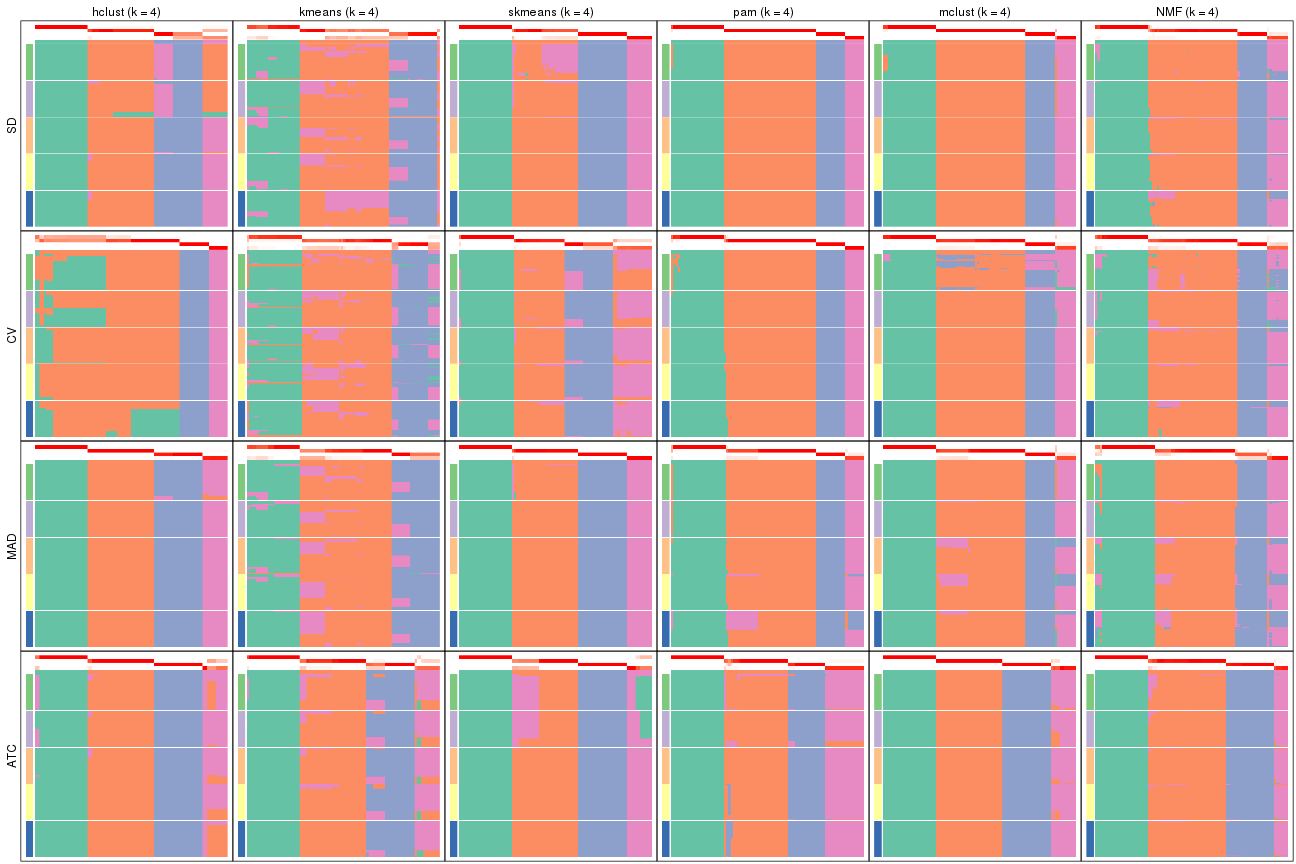 hclust (k = 4) kmeans (k = 4) skmeans (k = 4) pam (k = 4) mclust (k = 4) NMF (k = 4)
SD
CV
MAD
ATC